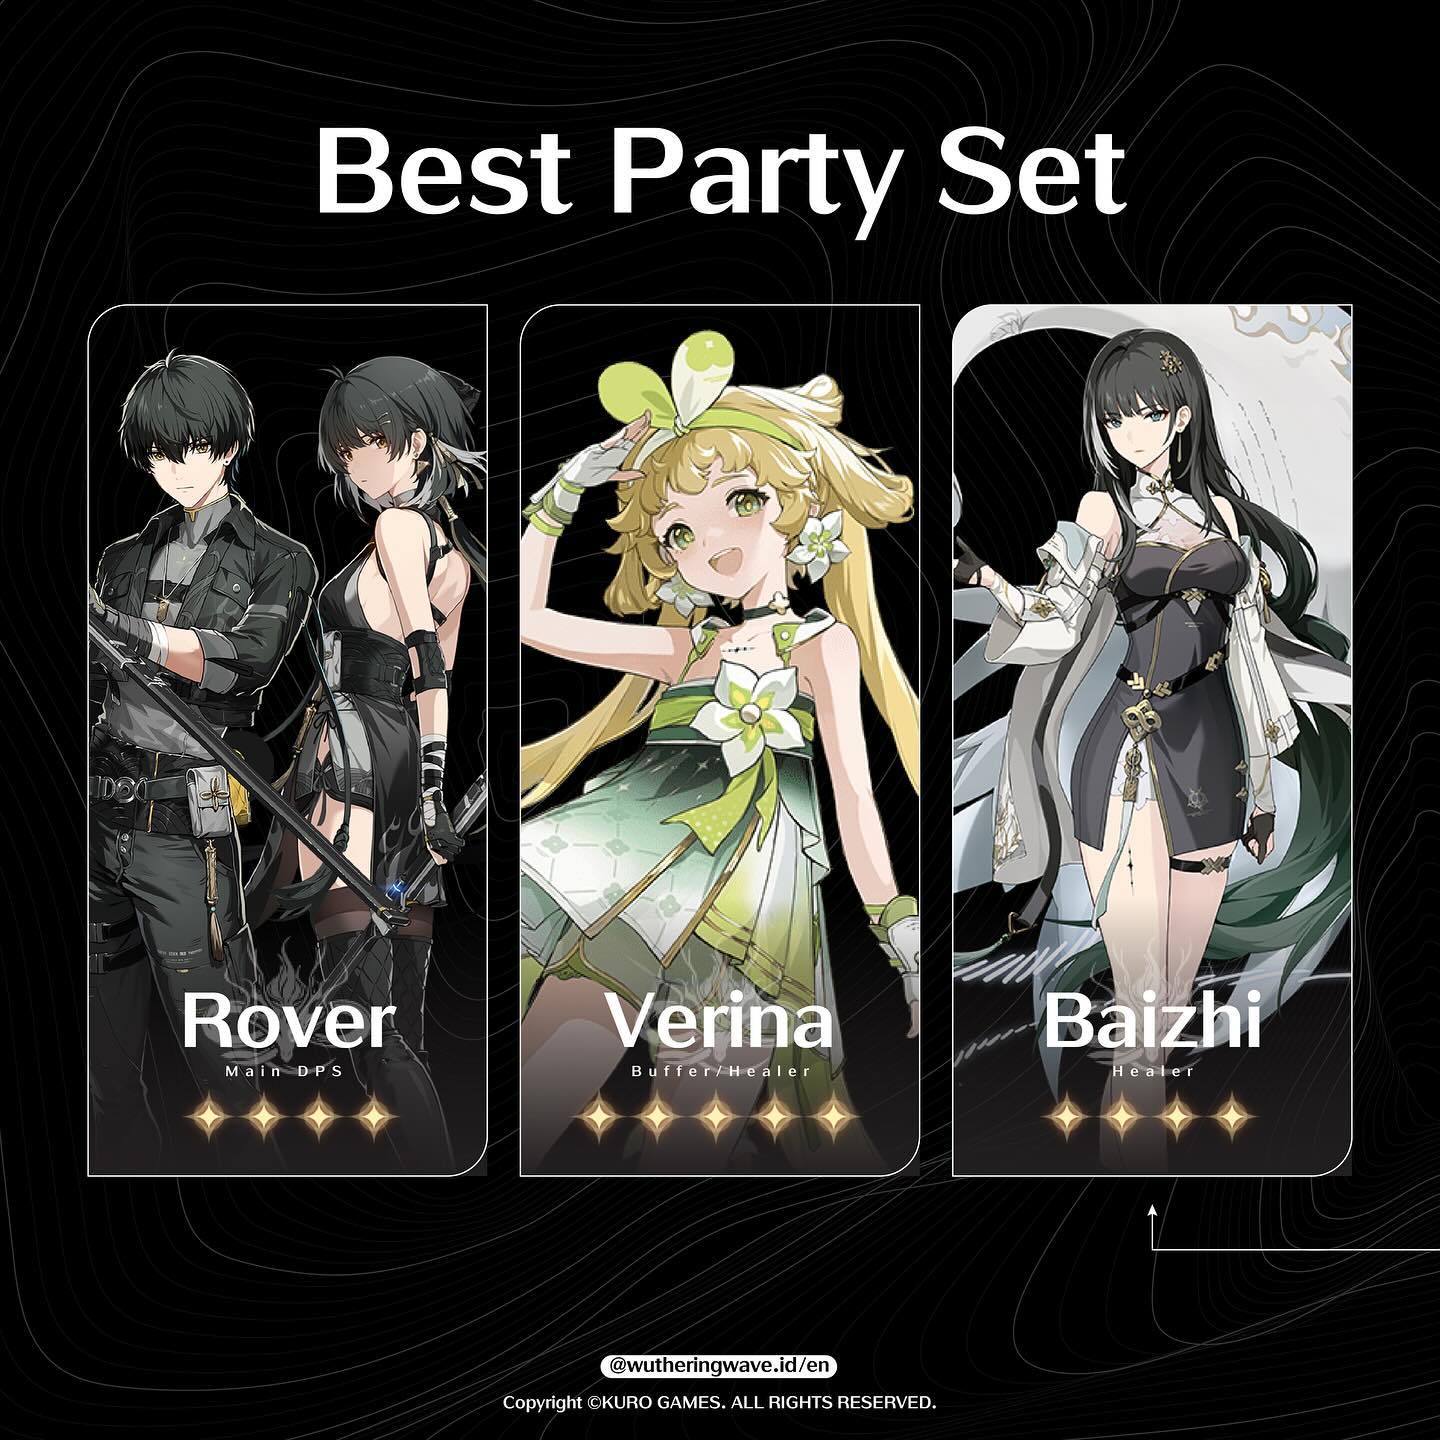 Best Party Set
Rover
Main DPS
Verina
Buffer/Healer
Baizhi
Healer
@wutheringwave.id/en
Copyright ©KURO GAMES. ALL RIGHTS RESERVED.